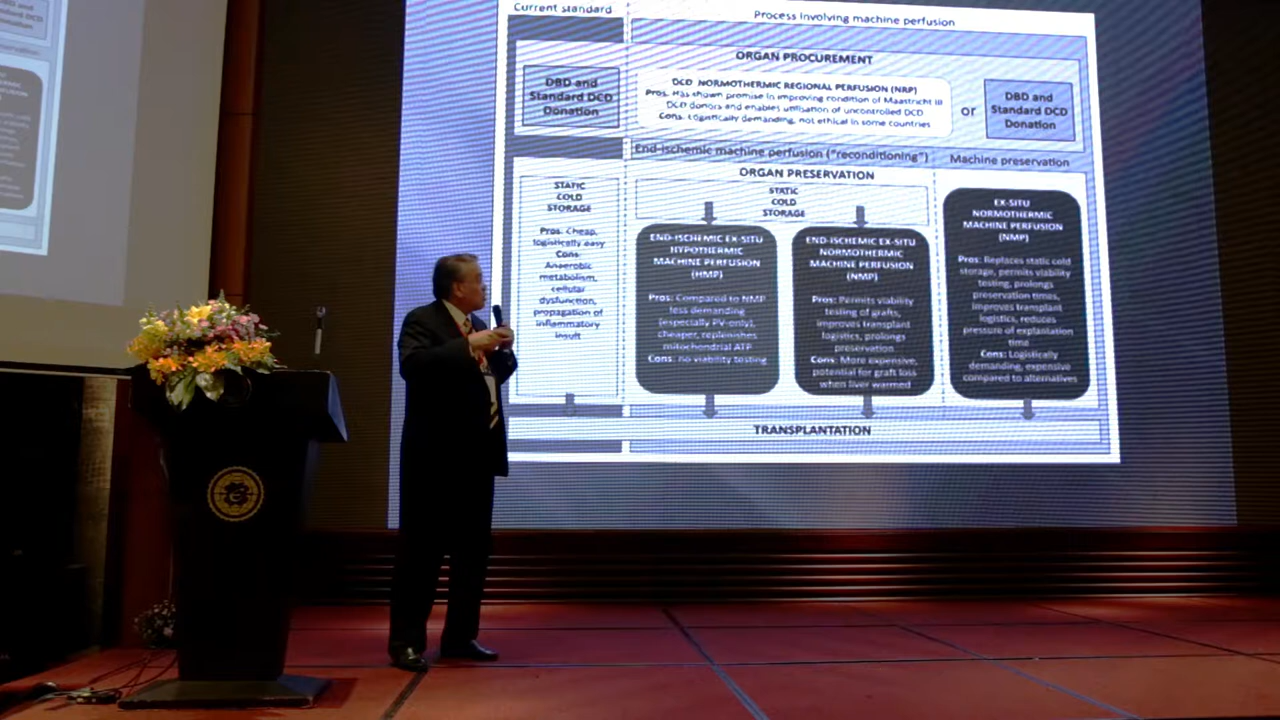 Current standard
Process involving machine perfusion
ORGAN PROCUREMENT
DBD and
Standard DCD
Donation
DCD NORMOTHERMIC REGIONAL PERFUSION (NRP)
Pros. Has shown promise in improving condition of Maastricht III
DCD donors and enables utilisation of uncontrolled DCD
Cons. Logistically demanding, not ethical in some countries
or
DBD and
Standard DCD
Donation
End-ischemic machine perfusion ("reconditioning")
Machine preservation
ORGAN PRESERVATION
STATIC
COLD
STORAGE
Pros. Cheap,
logistically easy
Cons.
Anaerobic
metabolism,
cellular
dysfunction,
propagation of
inflammatory
insult
STATIC
COLD
STORAGE
END-ISCHEMIC EX-SITU
HYPOTHERMIC
MACHINE PERFUSION
(HMP)
Pros: Compared to NMP
less demanding
(especially PV-only),
cheaper, replenishes
mitochondrial ATP
Cons: no viability testing
END-ISCHEMIC EX-SITU
NORMOTHERMIC
MACHINE PERFUSION
(NMP)
Pros: Permits viability
testing of grafts,
improves transplant
logistics, prolongs
preservation
Cons: More expensive,
potential for graft loss
when liver warmed
EX-SITU
NORMOTHERMIC
MACHINE PERFUSION
(NMP)
Pros: Replaces static cold
storage, permits viability
testing, prolongs
preservation times,
improves transplant
logistics, reduces
pressure of explantation
time
Cons: Logistically
demanding, expensive
compared to alternatives
TRANSPLANTATION